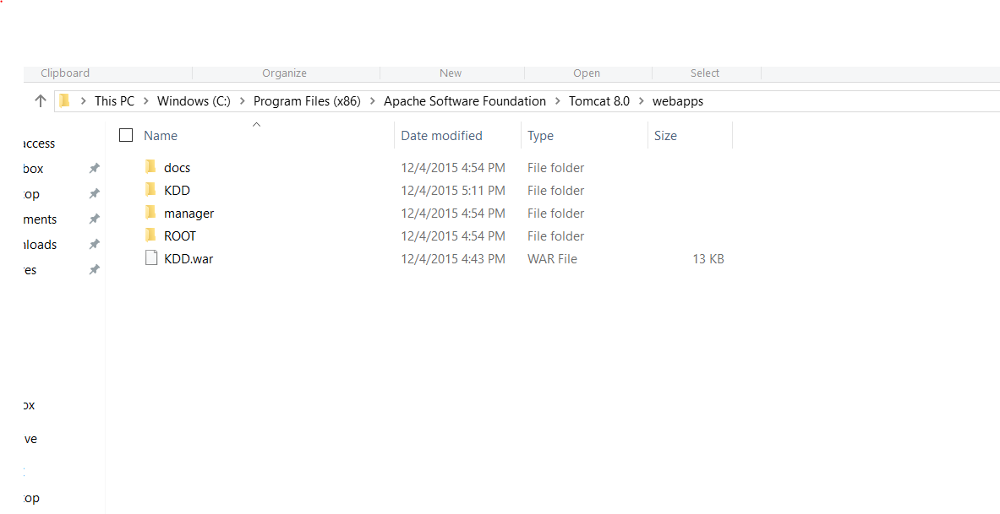 Clipboard Organize New Open Select
This PC Windows (C:) Program Files (x86) Apache Software Foundation Tomcat 8.0 webapps
Name Date modified Type Size
access
box
top
ments
nloads
res
docs 12/4/2015 4:54 PM File folder
KDD 12/4/2015 5:11 PM File folder
manager 12/4/2015 4:54 PM File folder
ROOT 12/4/2015 4:54 PM File folder
KDD.war 12/4/2015 4:43 PM WAR File 13 KB
ox
ve
top